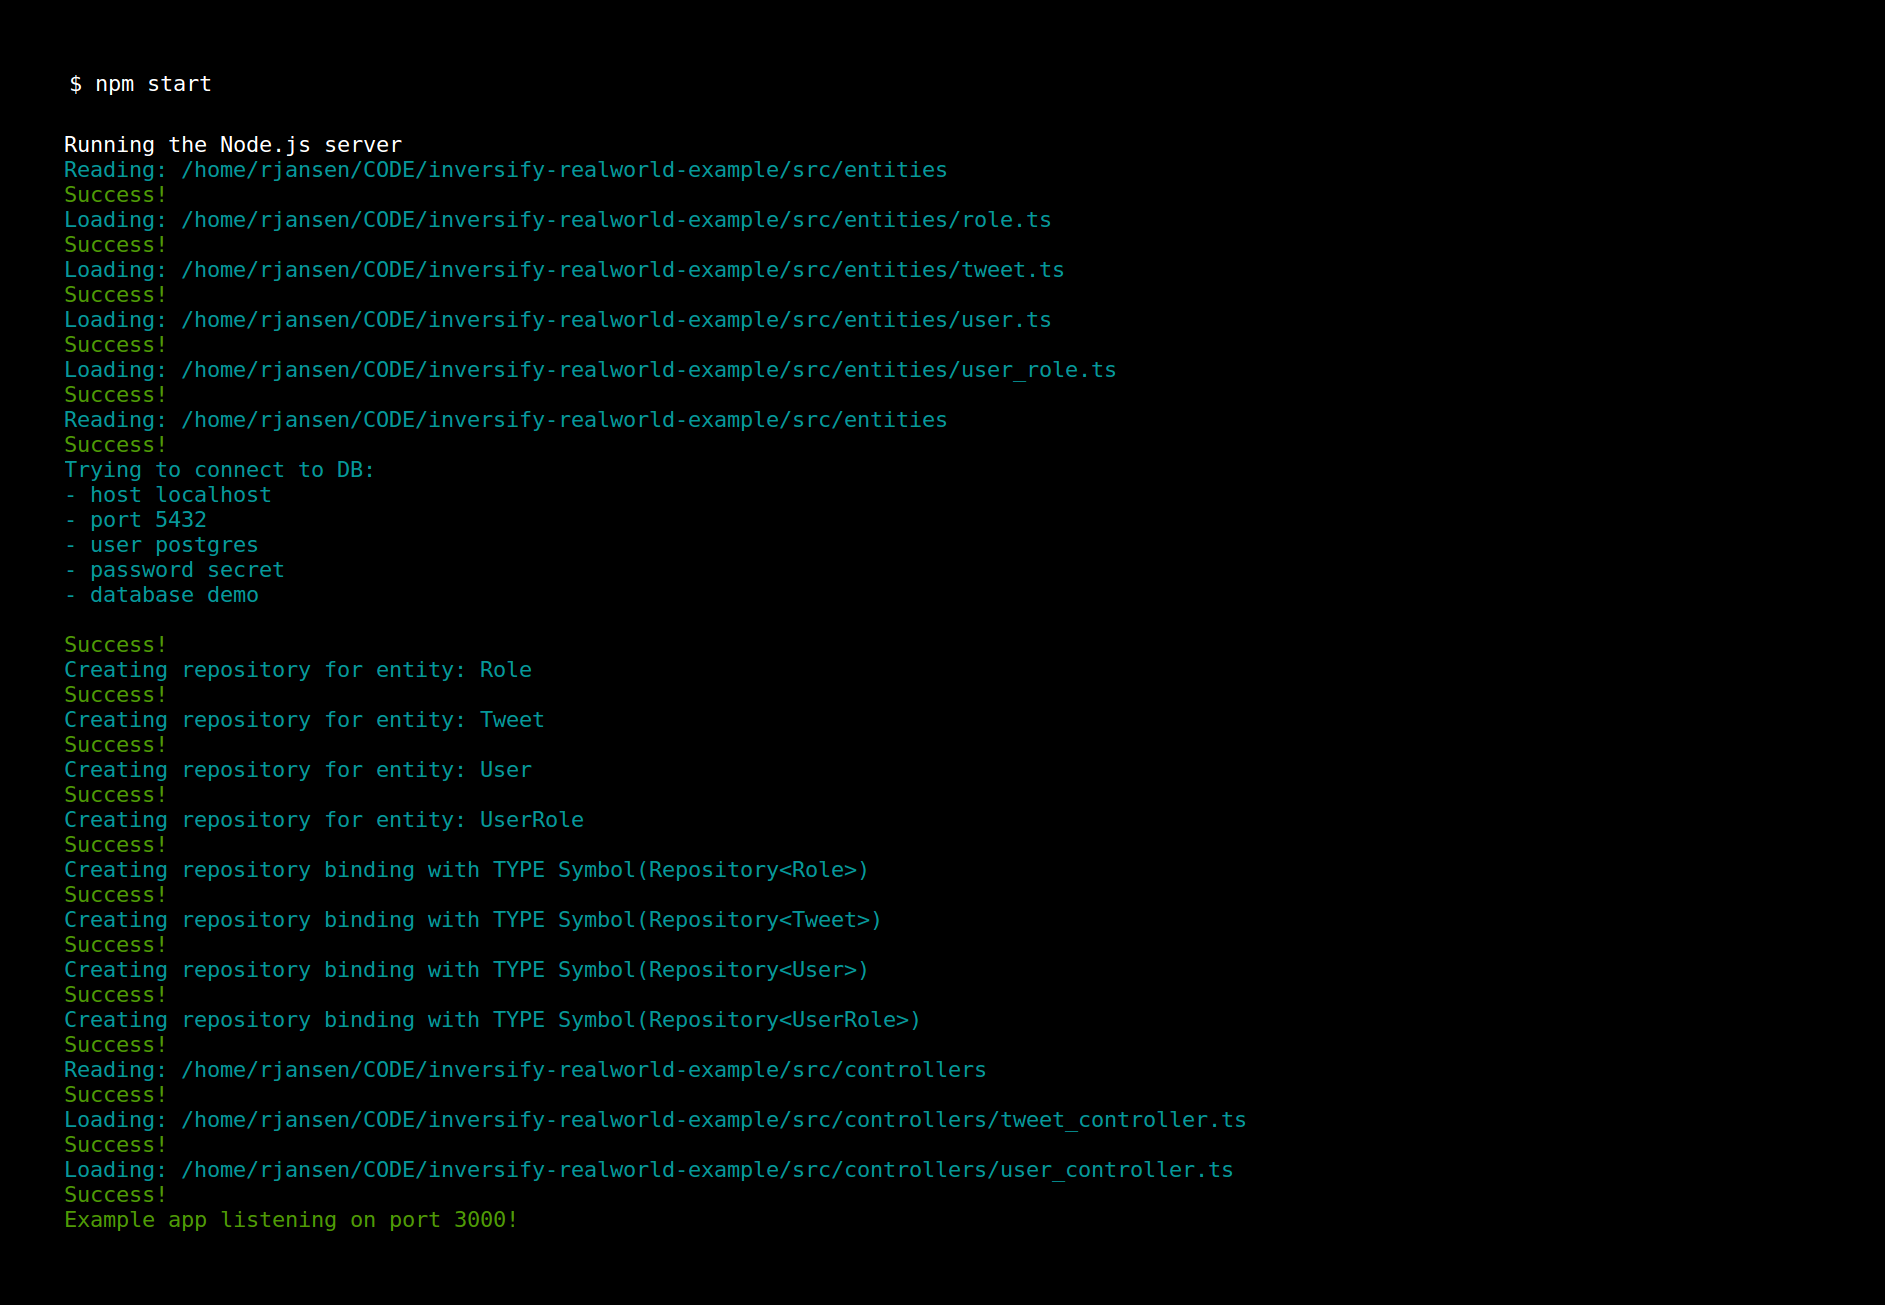 $ npm start
Running the Node.js server
Reading: /home/rjansen/CODE/inversify-realworld-example/src/entities
Success!
Loading: /home/rjansen/CODE/inversify-realworld-example/src/entities/role.ts
Success!
Loading: /home/rjansen/CODE/inversify-realworld-example/src/entities/tweet.ts
Success!
Loading: /home/rjansen/CODE/inversify-realworld-example/src/entities/user.ts
Success!
Loading: /home/rjansen/CODE/inversify-realworld-example/src/entities/user_role.ts
Success!
Reading: /home/rjansen/CODE/inversify-realworld-example/src/entities
Success!
Trying to connect to DB:
- host localhost
- port 5432
- user postgres
- password secret
- database demo
Success!
Creating repository for entity: Role
Success!
Creating repository for entity: Tweet
Success!
Creating repository for entity: User
Success!
Creating repository for entity: UserRole
Success!
Creating repository binding with TYPE Symbol(Repository<Role>)
Success!
Creating repository binding with TYPE Symbol(Repository<Tweet>)
Success!
Creating repository binding with TYPE Symbol(Repository<User>)
Success!
Creating repository binding with TYPE Symbol(Repository<UserRole>)
Success!
Reading: /home/rjansen/CODE/inversify-realworld-example/src/controllers
Success!
Loading: /home/rjansen/CODE/inversify-realworld-example/src/controllers/tweet_controller.ts
Success!
Loading: /home/rjansen/CODE/inversify-realworld-example/src/controllers/user_controller.ts
Success!
Example app listening on port 3000!